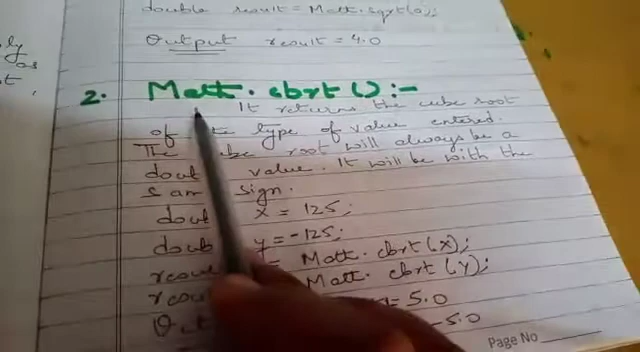 double result = Math.sqrt(a);
Output result = 4.0
2. Math.cbrt():-
It returns the cube root
of type of value entered.
The root will always be a
value. It will be with the
same sign.
x = 125;
y = -125;
= Math.cbrt(x);
Math.cbrt(y);
= 5.0
-5.0
Page No